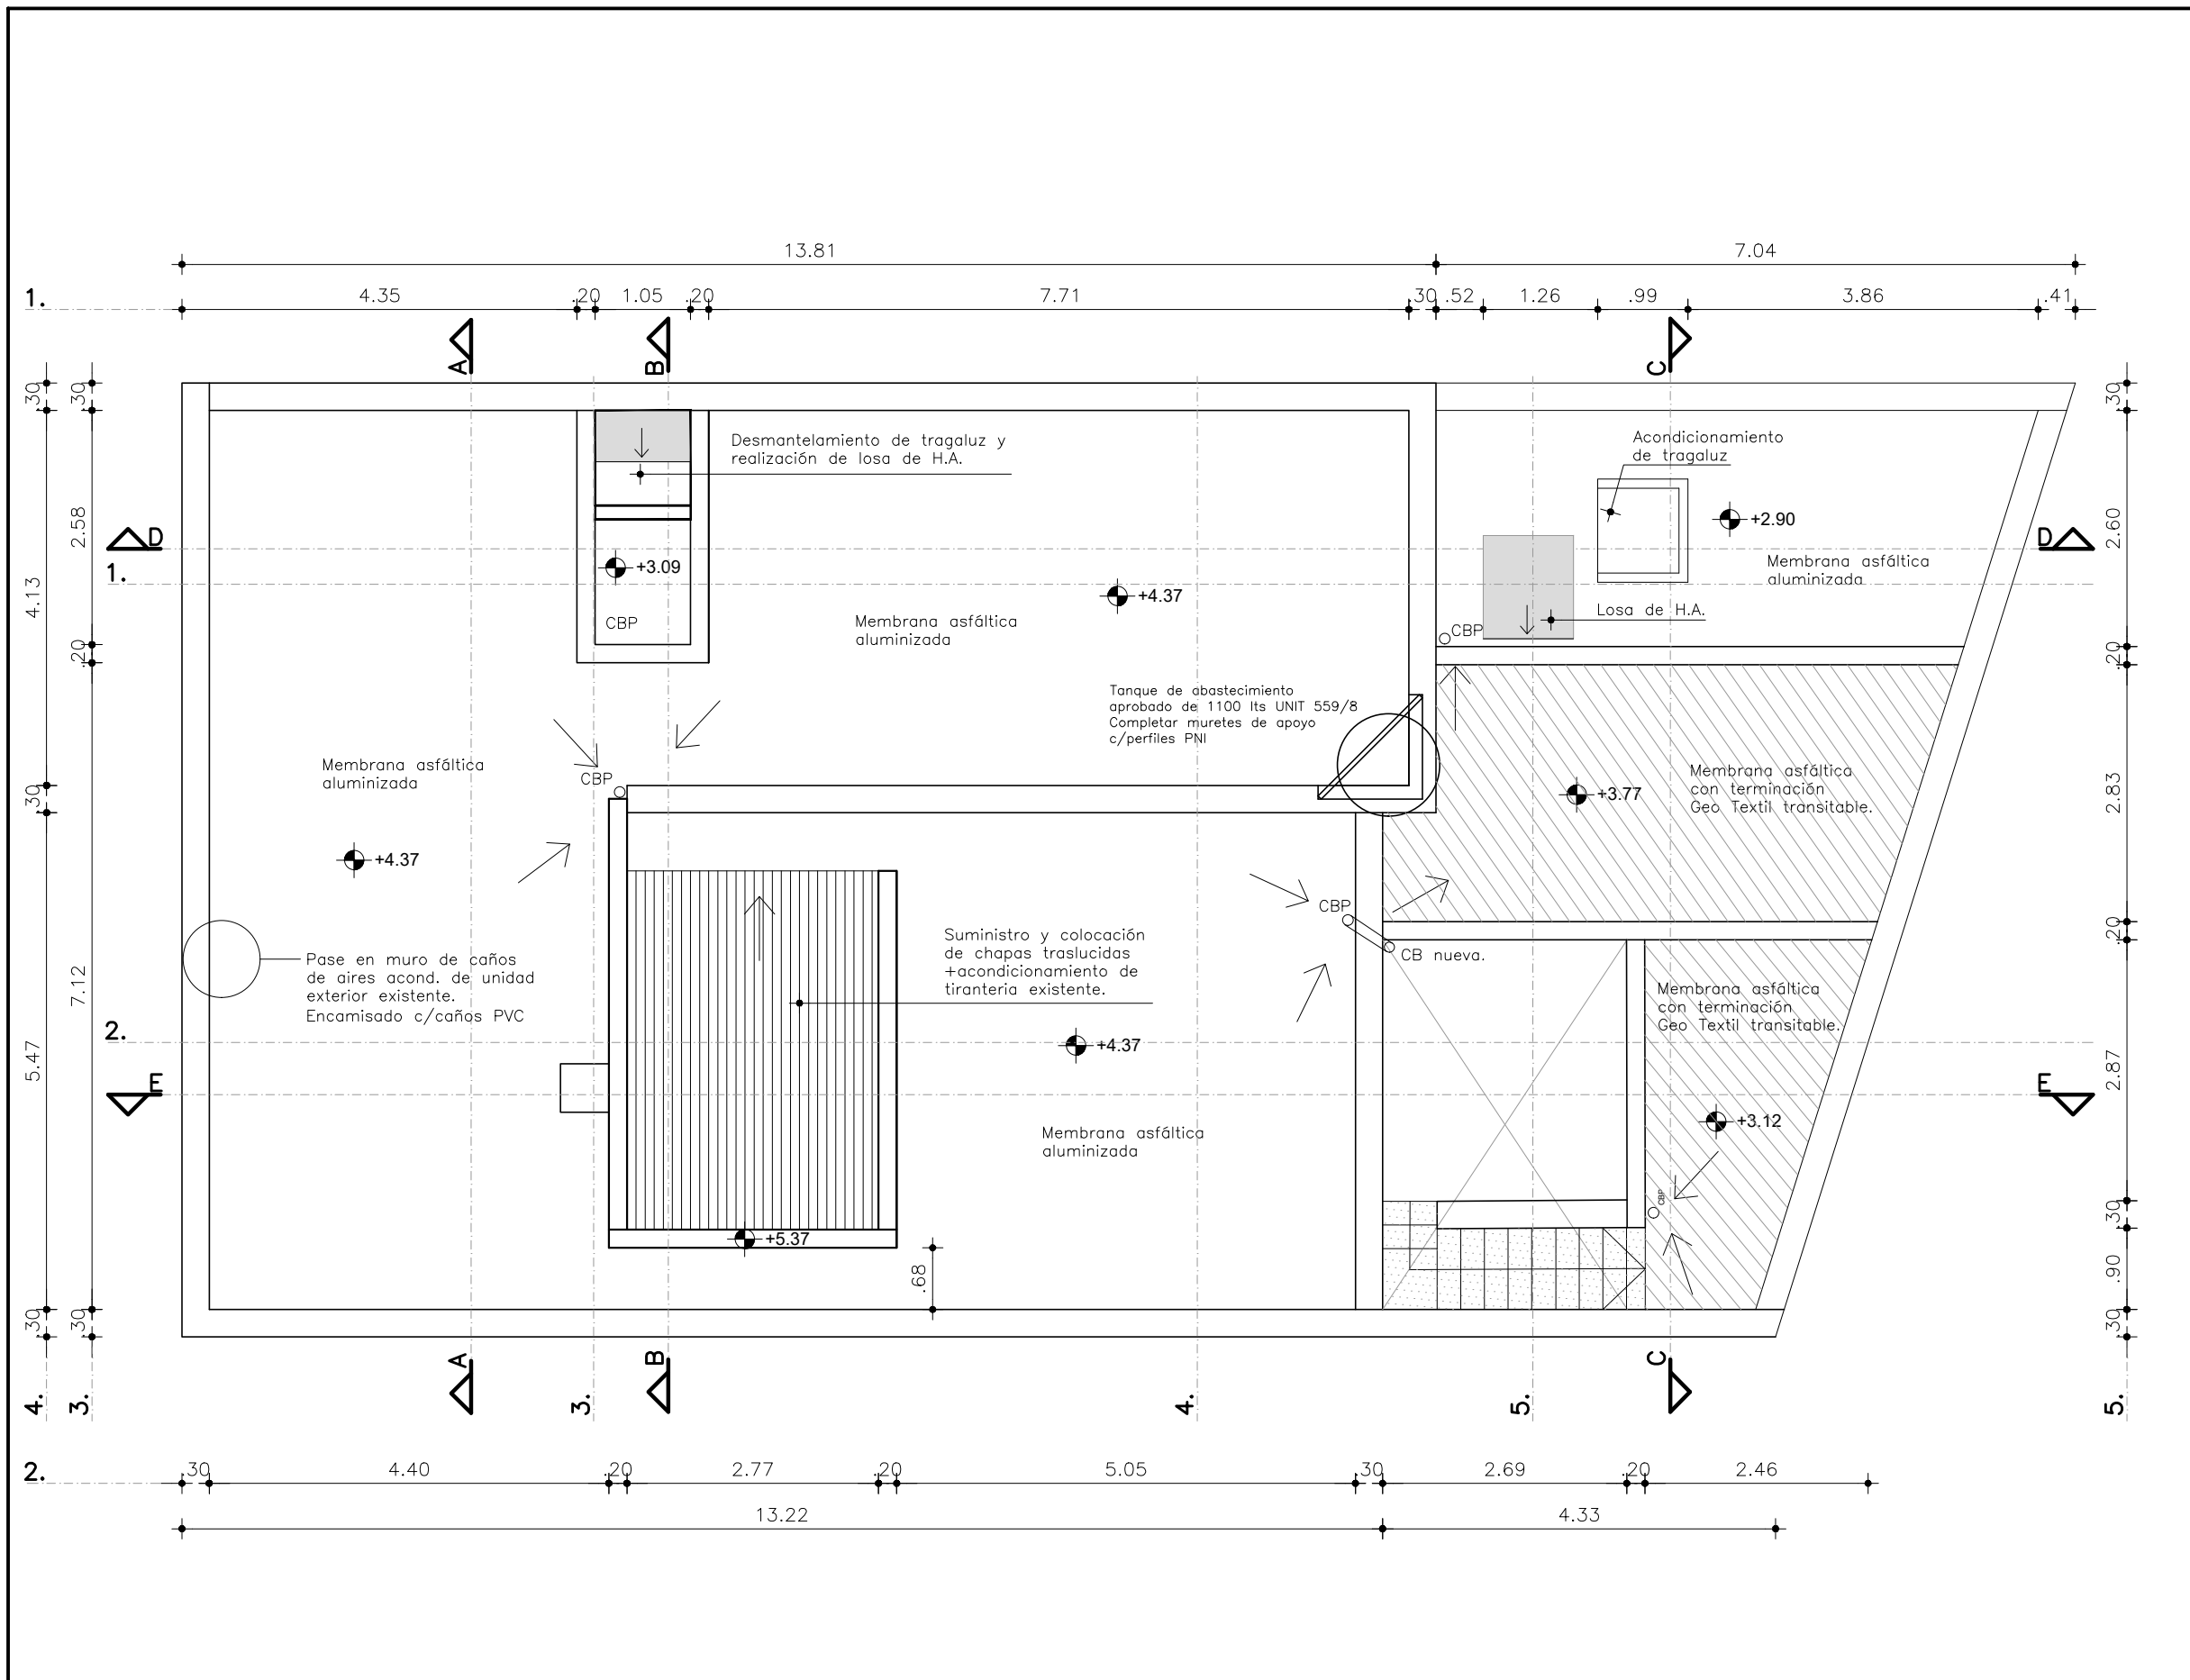 13.81
7.04
1.
4.35
.20
1.05
.20
7.71
.30
.52
1.26
.99
3.86
.41
A
B
C
.30
.30
.30
Desmantelamiento de tragaluz y
realización de losa de H.A.
Acondicionamiento
de tragaluz
2.58
+2.90
2.60
D
D
1.
+3.09
Membrana asfáltica
aluminizada
4.13
+4.37
Losa de H.A.
CBP
Membrana asfáltica
aluminizada
CBP
.20
.20
Tanque de abastecimiento
aprobado de 1100 lts UNIT 559/8
Completar muretes de apoyo
c/perfiles PNI
Membrana asfáltica
aluminizada
CBP
Membrana asfáltica
con terminación
Geo Textil transitable.
+3.77
2.83
.30
+4.37
CBP
.20
CB nueva.
Suministro y colocación
de chapas traslucidas
+acondicionamiento de
tiranteria existente.
Pase en muro de caños
de aires acond. de unidad
exterior existente.
Encamisado c/caños PVC
7.12
Membrana asfáltica
con terminación
Geo Textil transitable.
2.
+4.37
5.47
2.87
E
E
+3.12
Membrana asfáltica
aluminizada
CBP
.30
+5.37
.68
.90
.30
.30
.30
A
B
C
4.
3.
3.
4.
5.
5.
2.
.30
4.40
.20
2.77
.20
5.05
.30
2.69
.20
2.46
13.22
4.33